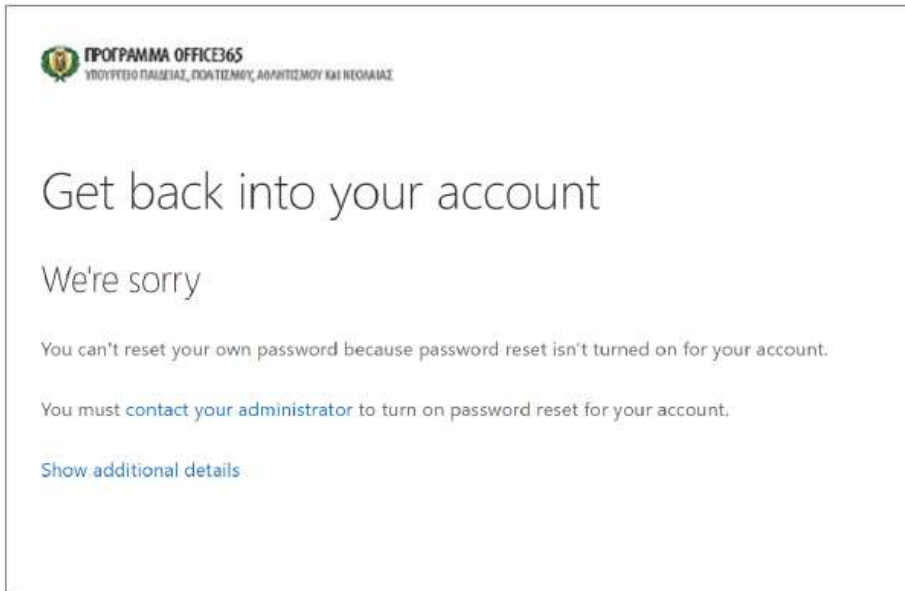 ΠΡΟΓΡΑΜΜΑ OFFICE365
ΥΠΟΥΡΓΕΙΟ ΠΑΙΔΕΙΑΣ, ΠΟΛΙΤΙΣΜΟΥ, ΑΘΛΗΤΙΣΜΟΥ ΚΑΙ ΝΕΟΛΑΙΑΣ
Get back into your account
We're sorry
You can't reset your own password because password reset isn't turned on for your account.
You must contact your administrator to turn on password reset for your account.
Show additional details